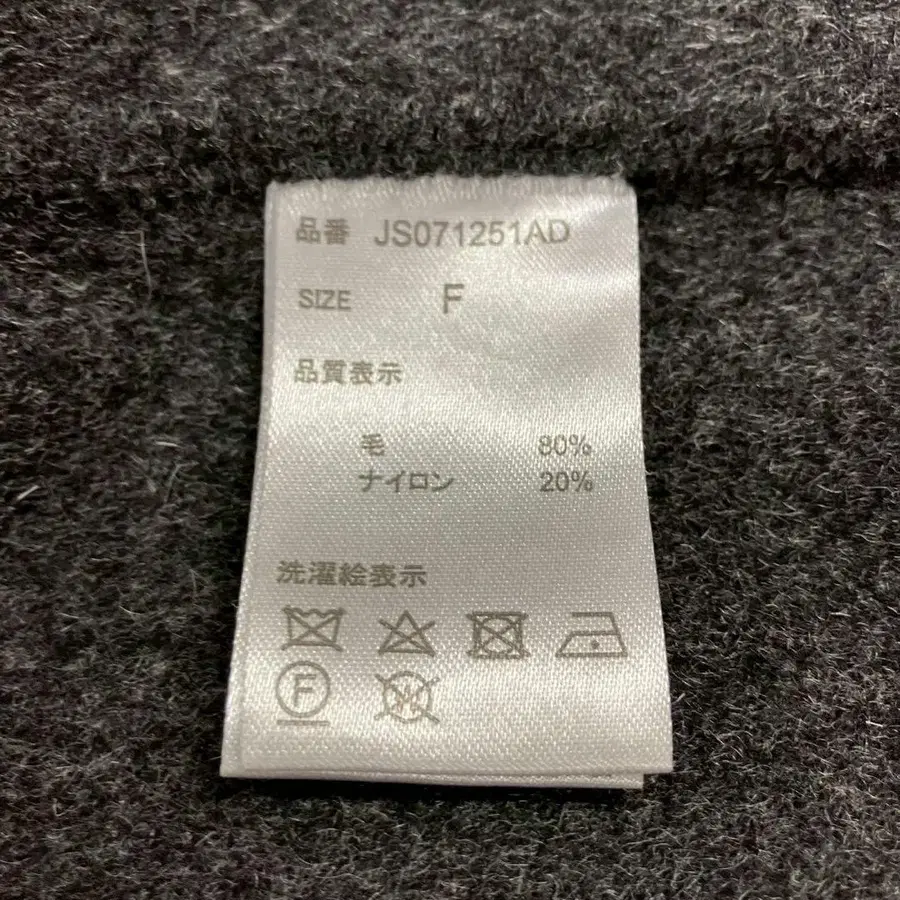 品番 JS071251AD
SIZE F
品質表示
毛 80%
ナイロン 20%
洗濯絵表示
F
W